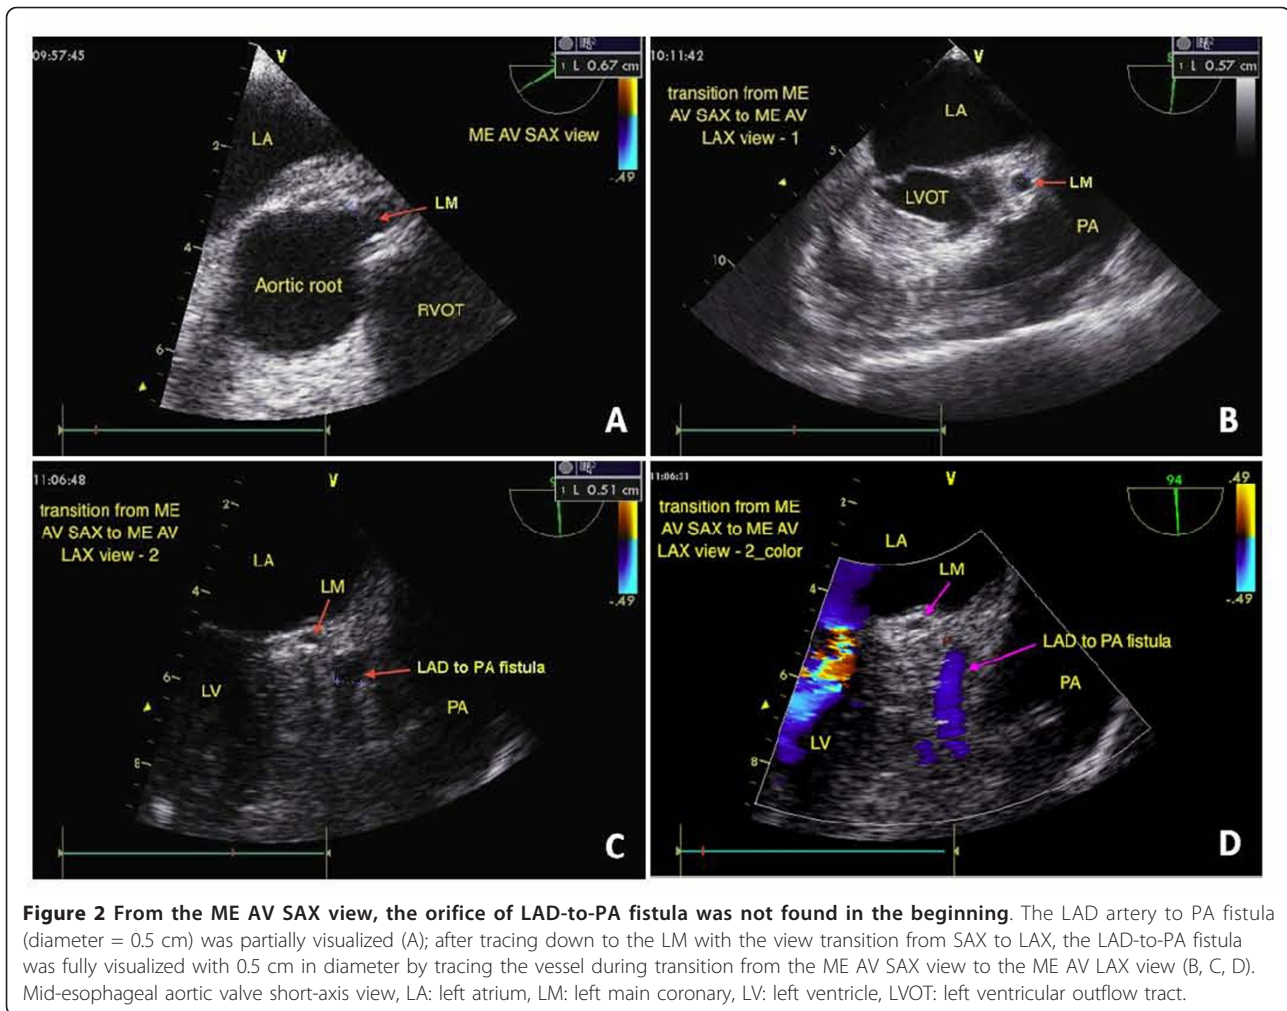 09:57:45
V
1 L 0.67 cm
LA
ME AV SAX view
-.49
2
LM
4
Aortic root
RVOT
6
A
10:11:42
V
1 L 0.57 cm
transition from ME
AV SAX to ME AV
LAX view - 1
LA
5
LM
LVOT
PA
10
B
11:06:48
V
1 L 0.51 cm
transition from ME
AV SAX to ME AV
LAX view - 2
2
LA
-.49
4
LM
LAD to PA fistula
6
LV
PA
8
C
V
94
.49
transition from ME
AV SAX to ME AV
LAX view - 2_color
2
LA
LM
4
-.49
LAD to PA fistula
6
PA
LV
8
D
Figure 2 From the ME AV SAX view, the orifice of LAD-to-PA fistula was not found in the beginning. The LAD artery to PA fistula
(diameter = 0.5 cm) was partially visualized (A); after tracing down to the LM with the view transition from SAX to LAX, the LAD-to-PA fistula
was fully visualized with 0.5 cm in diameter by tracing the vessel during transition from the ME AV SAX view to the ME AV LAX view (B, C, D).
Mid-esophageal aortic valve short-axis view, LA: left atrium, LM: left main coronary, LV: left ventricle, LVOT: left ventricular outflow tract.